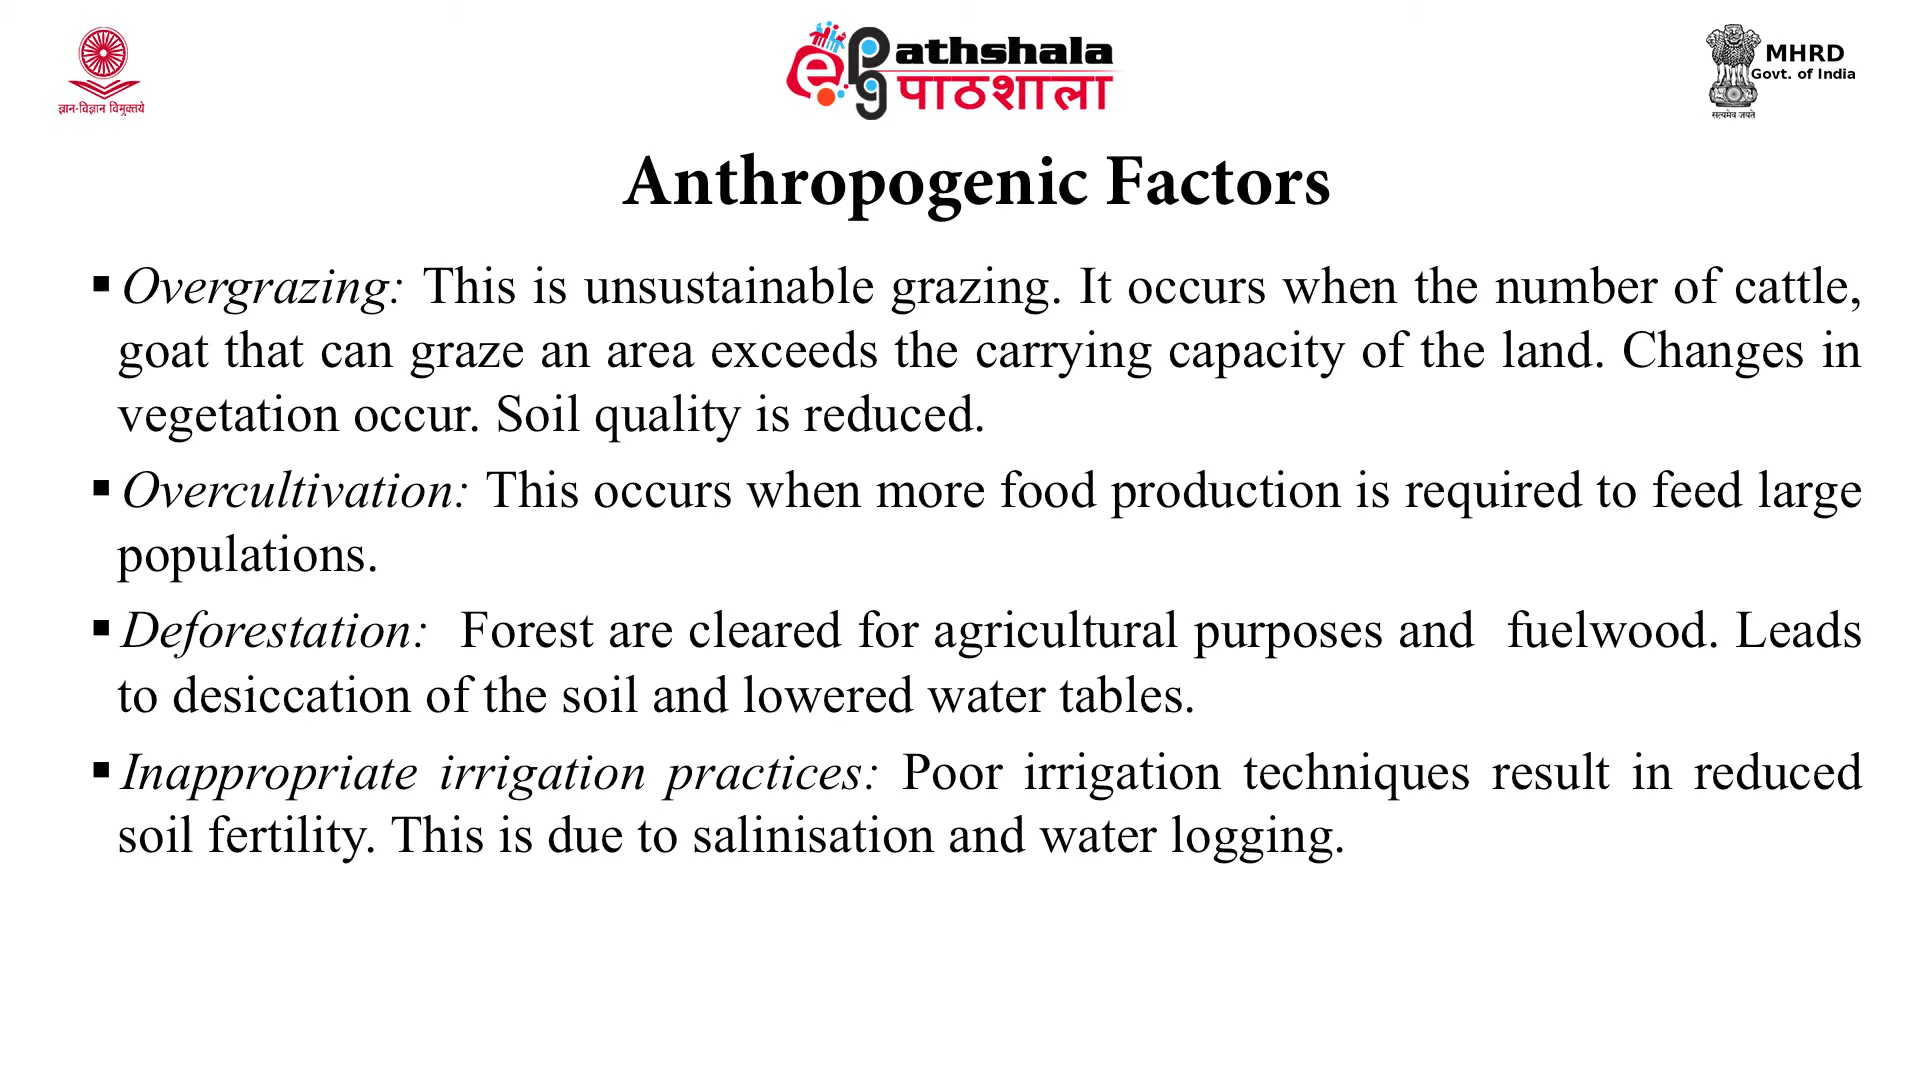 ज्ञान-विज्ञान विमुक्तये
ePG athshala
पाठशाला
MHRD
Govt. of India
सत्यमेव जयते
Anthropogenic Factors
▪ Overgrazing: This is unsustainable grazing. It occurs when the number of cattle,
goat that can graze an area exceeds the carrying capacity of the land. Changes in
vegetation occur. Soil quality is reduced.
▪ Overcultivation: This occurs when more food production is required to feed large
populations.
▪ Deforestation:  Forest are cleared for agricultural purposes and  fuelwood. Leads
to desiccation of the soil and lowered water tables.
▪ Inappropriate irrigation practices: Poor irrigation techniques result in reduced
soil fertility. This is due to salinisation and water logging.